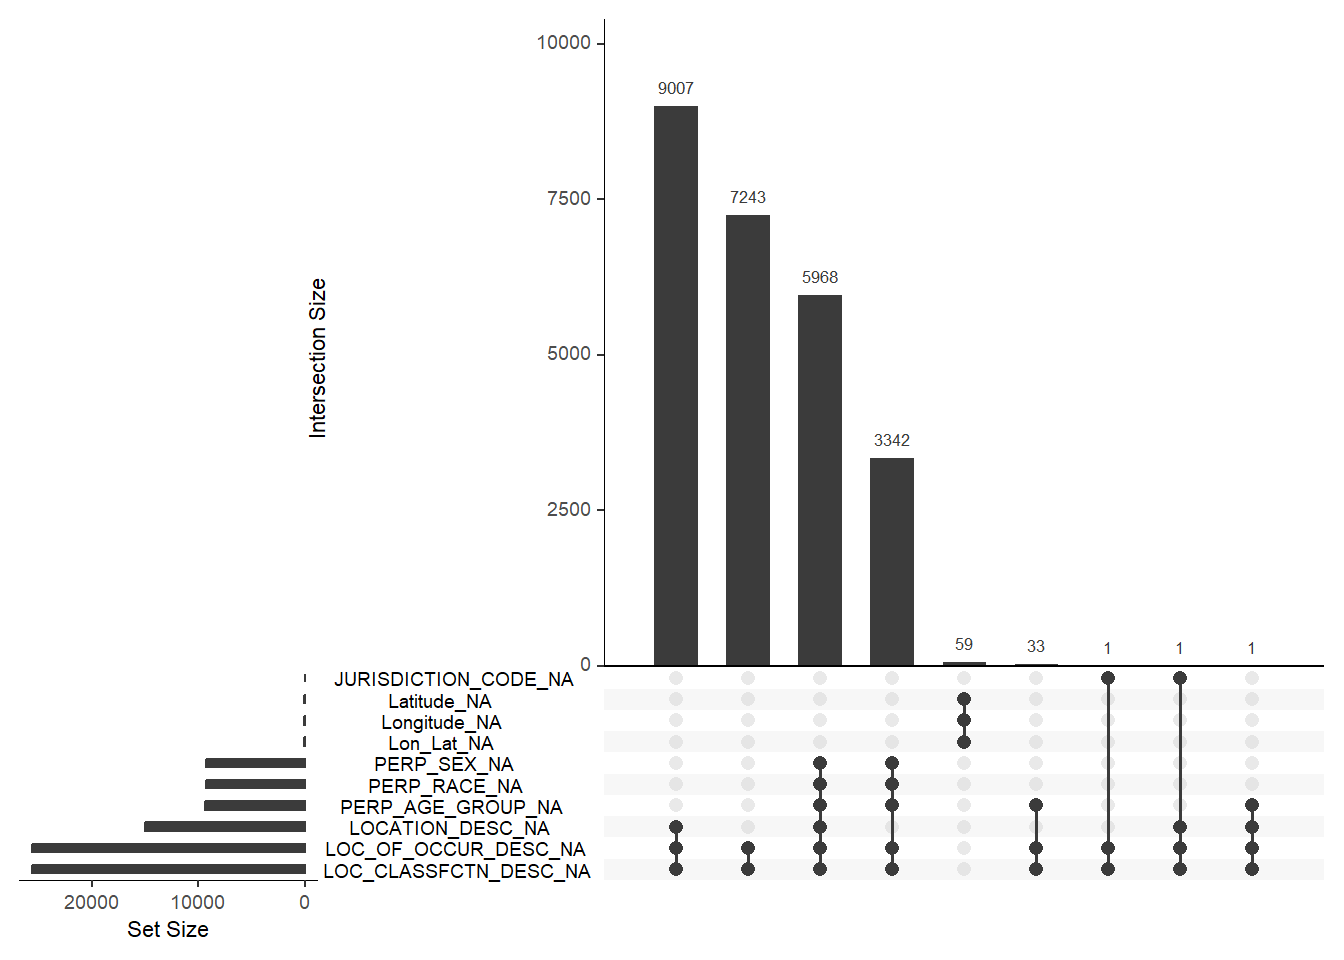 10000
7500
5000
2500
0
Intersection Size
9007
7243
5968
3342
59
33
1
1
1
JURISDICTION_CODE_NA
Latitude_NA
Longitude_NA
Lon_Lat_NA
PERP_SEX_NA
PERP_RACE_NA
PERP_AGE_GROUP_NA
LOCATION_DESC_NA
LOC_OF_OCCUR_DESC_NA
LOC_CLASSFCTN_DESC_NA
20000 10000 0
Set Size